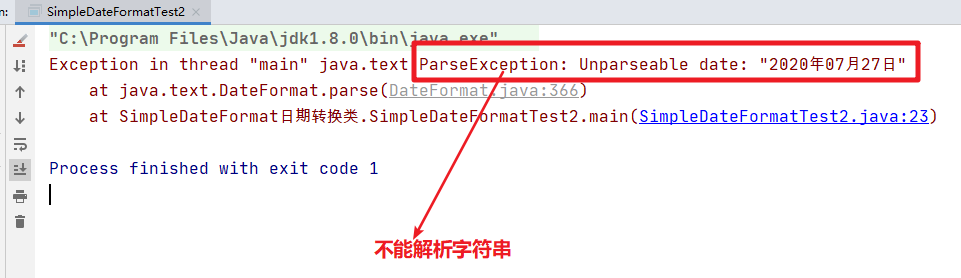 m:
SimpleDateFormatTest2
"C:\Program Files\Java\jdk1.8.0\bin\java.exe"
Exception in thread "main" java.text.ParseException: Unparseable date: "2020年07月27日"
at java.text.DateFormat.parse(DateFormat.java:366)
at SimpleDateFormat日期转换类.SimpleDateFormatTest2.main(SimpleDateFormatTest2.java:23)
Process finished with exit code 1
不能解析字符串